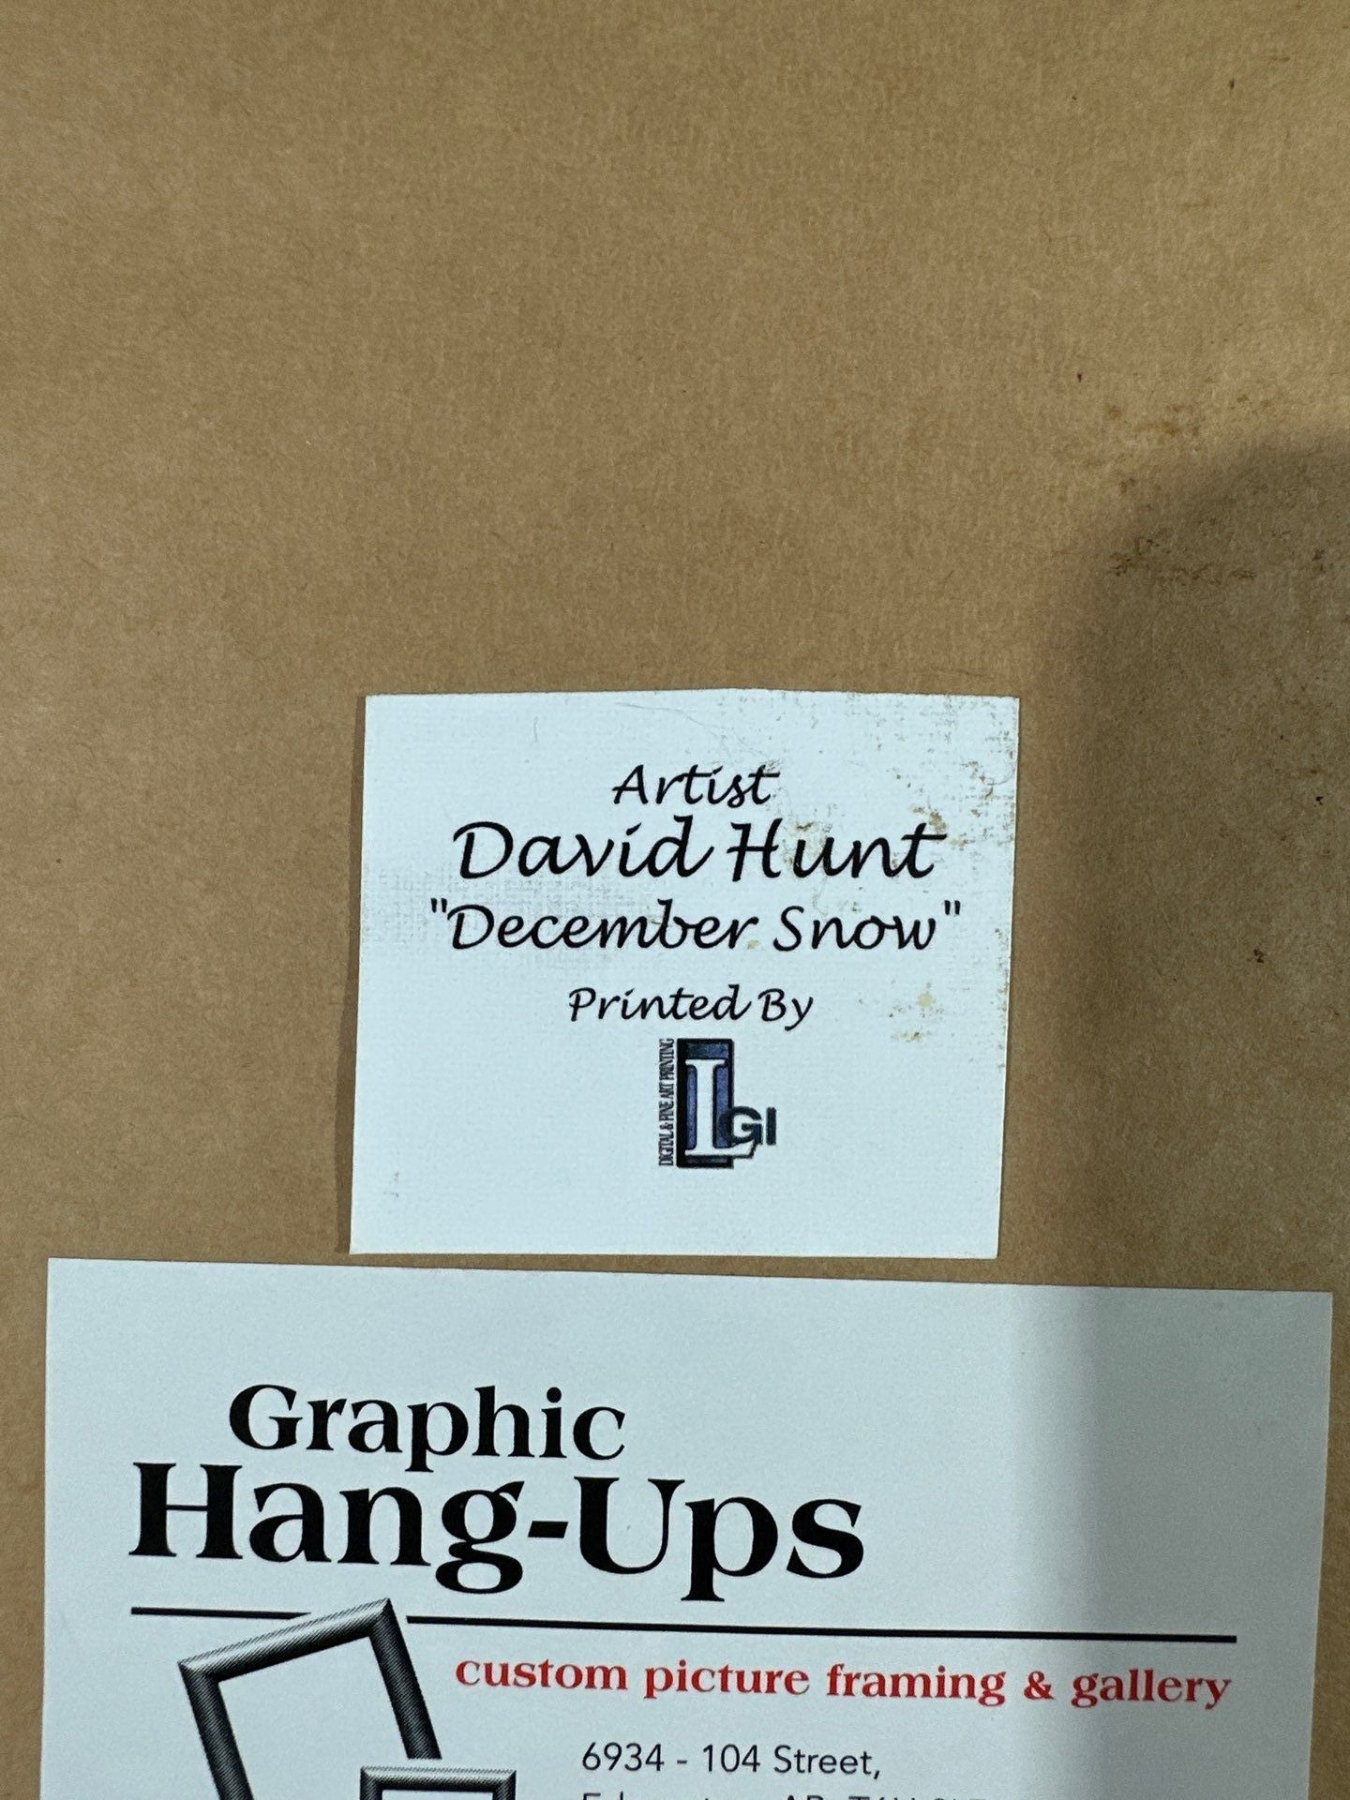 Artist
David Hunt
"December Snow"
Printed By
DIGITAL & FINE ART PRINTING
LGI
Graphic
Hang-Ups
custom picture framing & gallery
6934 - 104 Street,